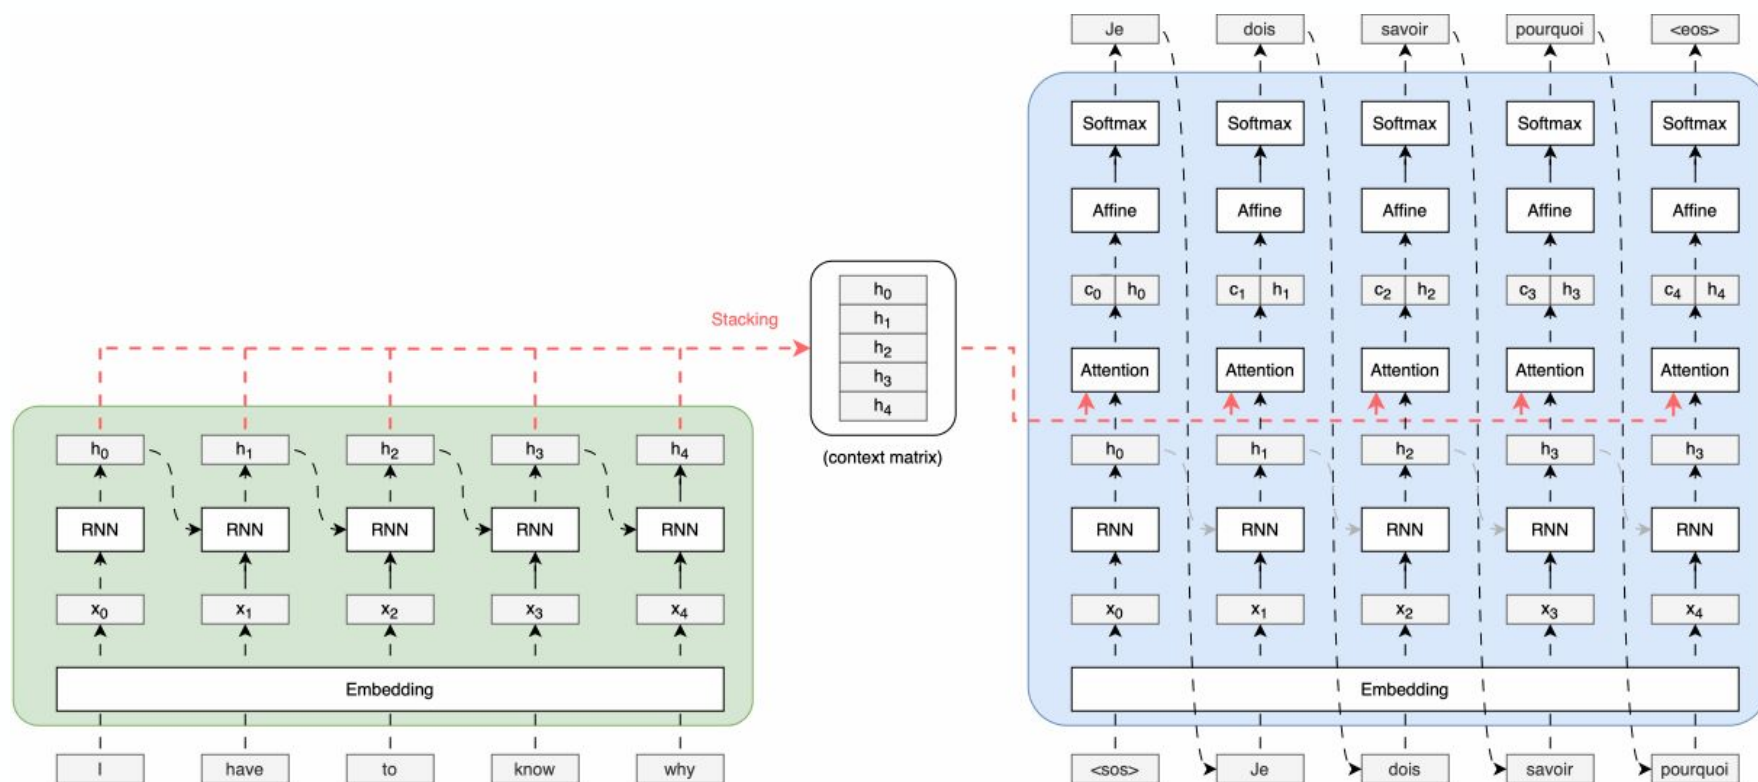 Je dois savoir pourquoi <eos>
Softmax Softmax Softmax Softmax Softmax
Affine Affine Affine Affine Affine
c₀ h₀ c₁ h₁ c₂ h₂ c₃ h₃ c₄ h₄
Attention Attention Attention Attention Attention
h₀ h₁ h₂ h₃ h₃
RNN RNN RNN RNN RNN
x₀ x₁ x₂ x₃ x₄
Embedding
<sos> Je dois savoir pourquoi
Stacking
h₀
h₁
h₂
h₃
h₄
(context matrix)
h₀ h₁ h₂ h₃ h₄
RNN RNN RNN RNN RNN
x₀ x₁ x₂ x₃ x₄
Embedding
I have to know why